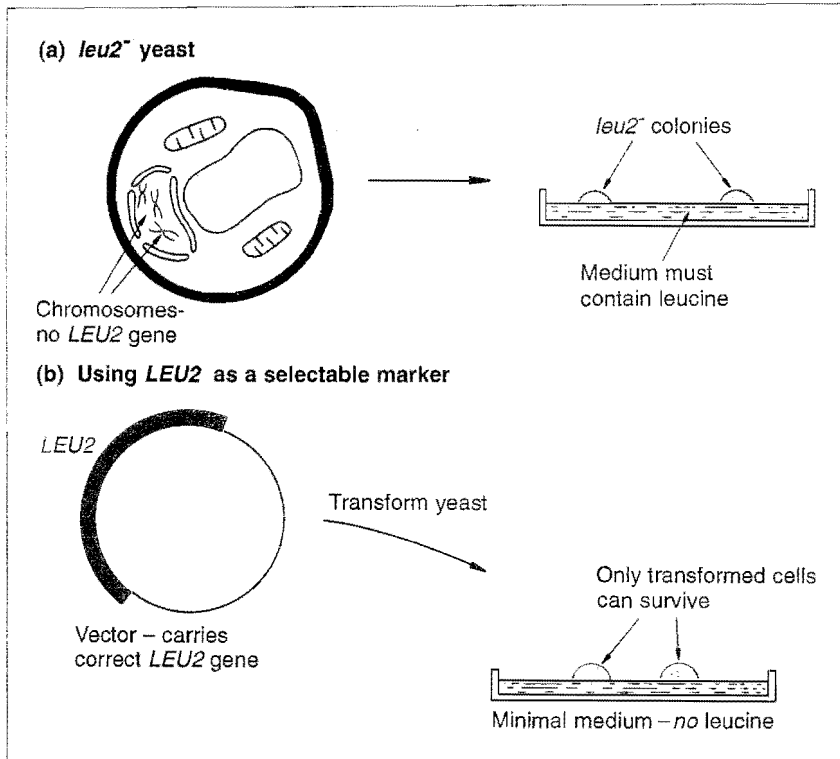 (a) leu2⁻ yeast
leu2⁻ colonies
Medium must
contain leucine
Chromosomes-
no LEU2 gene
(b) Using LEU2 as a selectable marker
LEU2
Transform yeast
Only transformed cells
can survive
Vector – carries
correct LEU2 gene
Minimal medium – no leucine